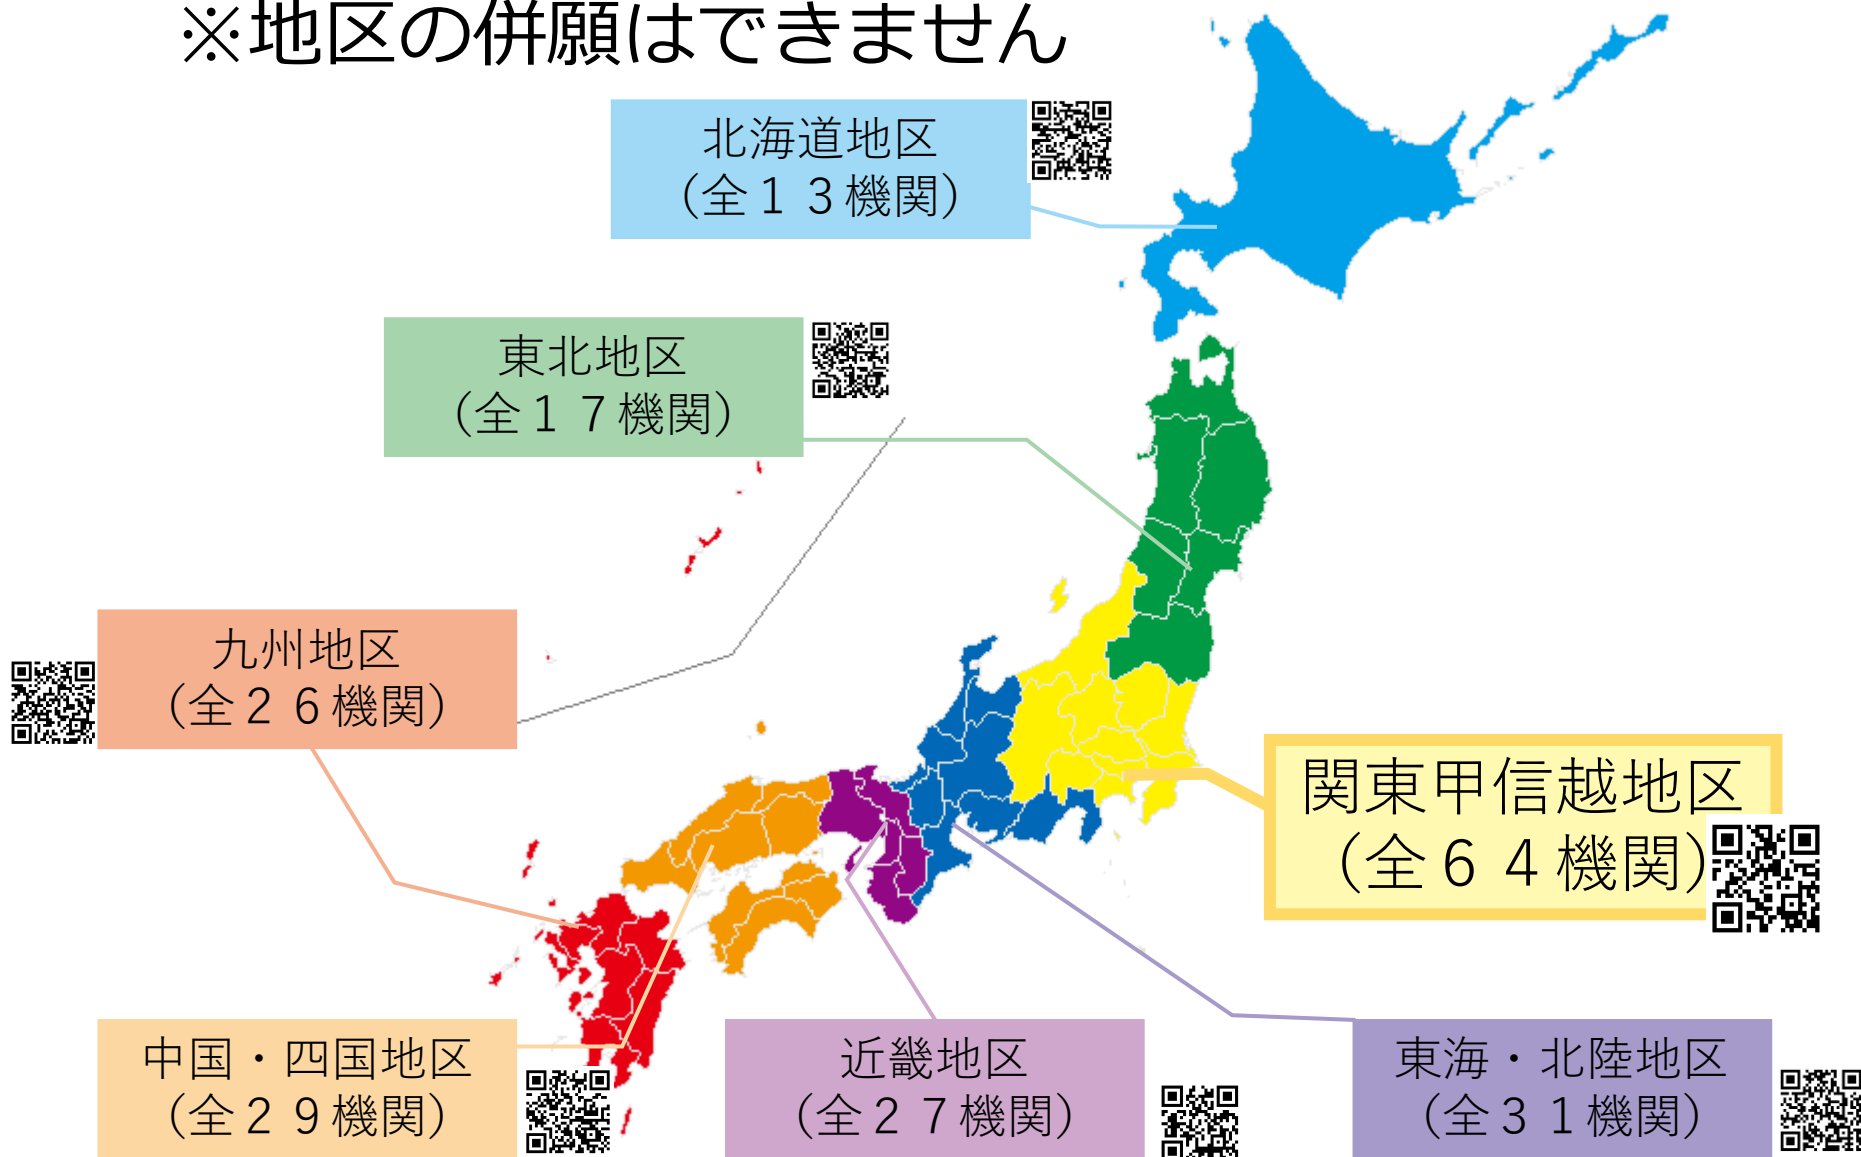 ※地区の併願はできません
北海道地区
（全１３機関）
東北地区
（全１７機関）
九州地区
（全２６機関）
関東甲信越地区
（全６４機関）
中国・四国地区
（全２９機関）
近畿地区
（全２７機関）
東海・北陸地区
（全３１機関）